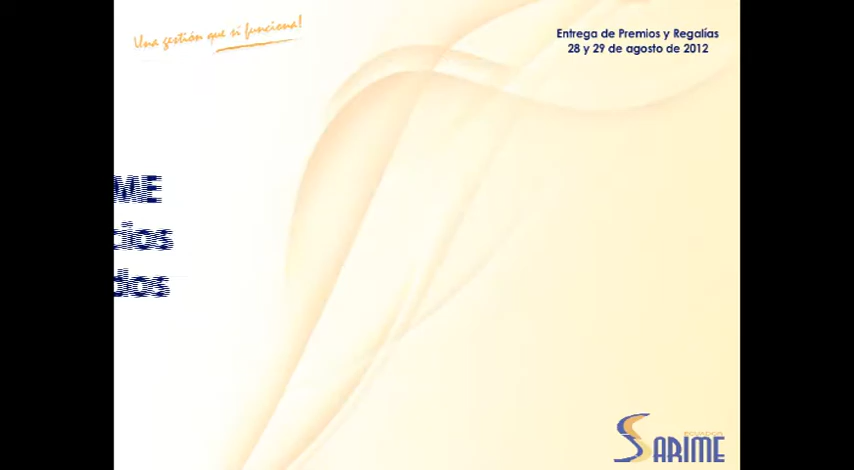 Una gestión que sí funciona!
Entrega de Premios y Regalías
28 y 29 de agosto de 2012
ME
cios
dos
SARIME